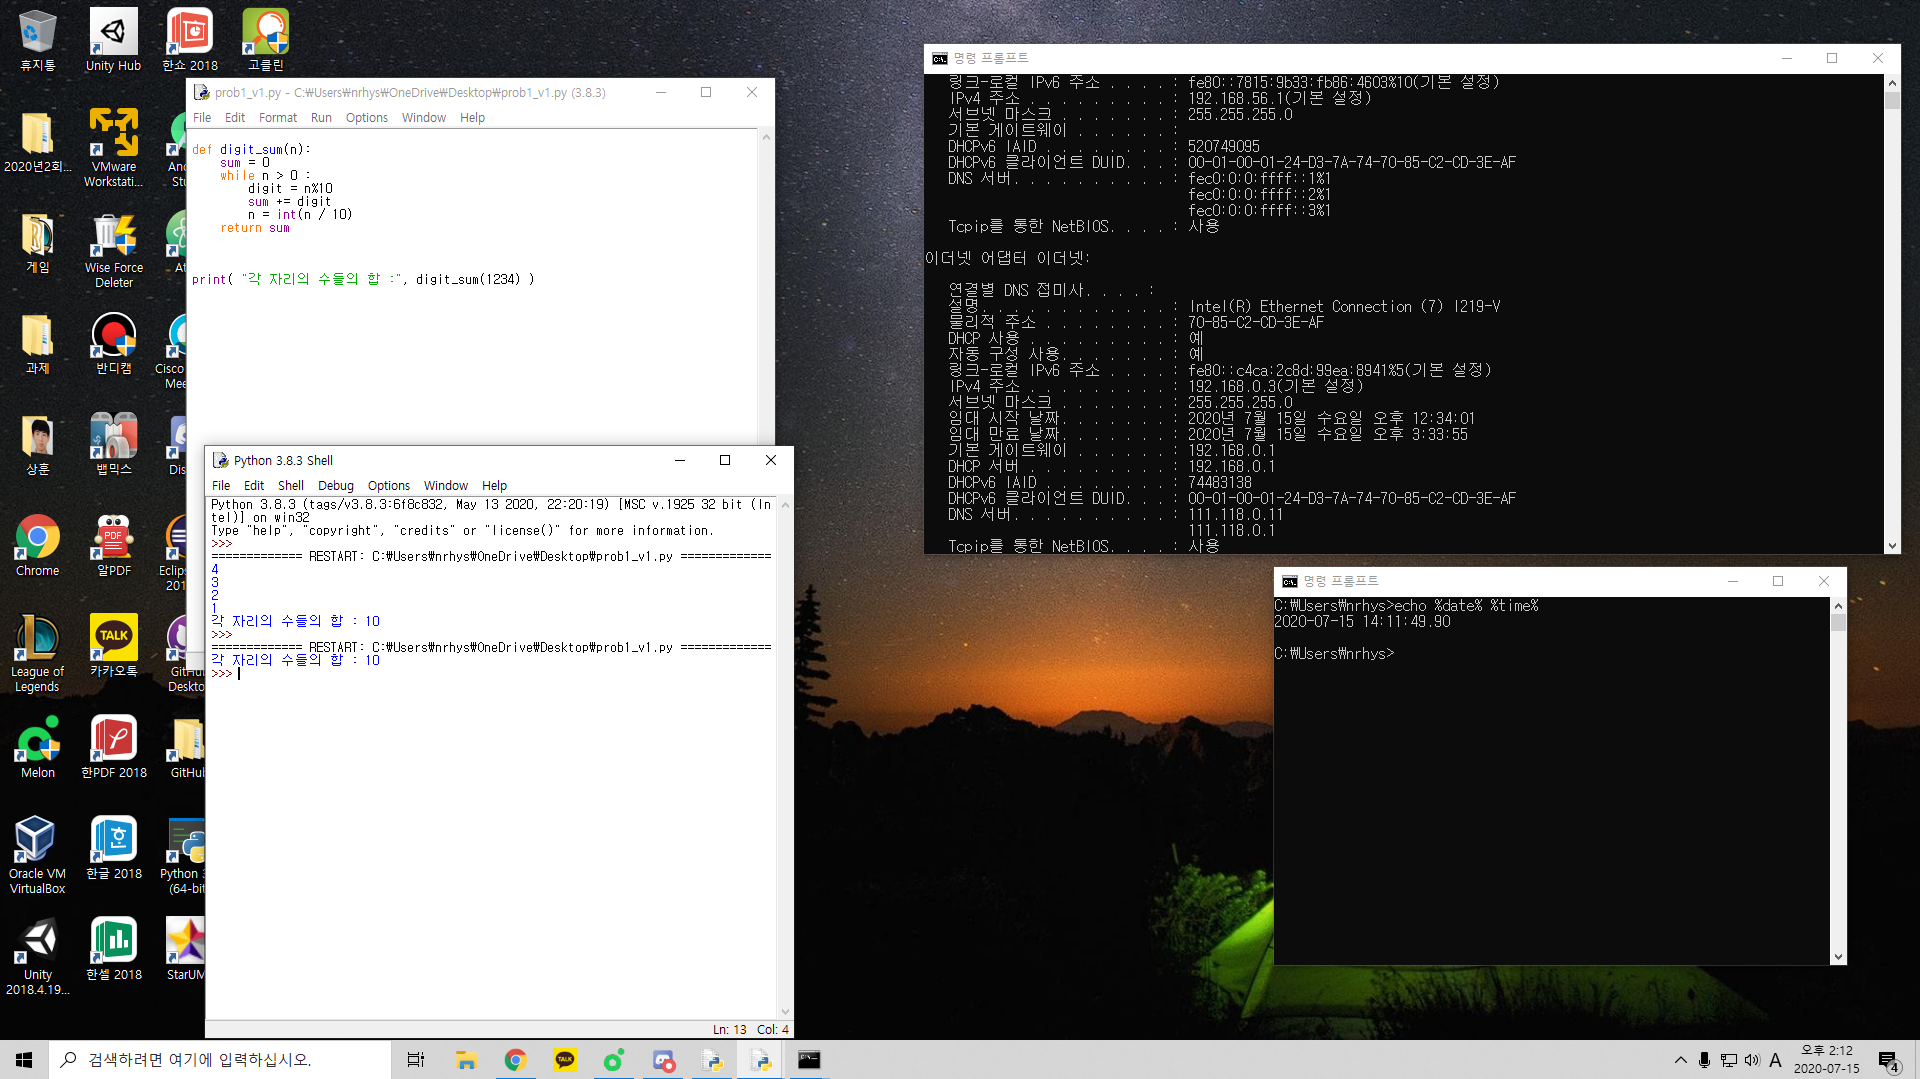 휴지통
Unity Hub
한쇼 2018
고클린
2020년2회...
VMware
Workstati...
게임
Wise Force
Deleter
과제
반디캠
상훈
뱁믹스
Chrome
알PDF
League of
Legends
카카오톡
Melon
한PDF 2018
GitHub
Oracle VM
VirtualBox
한글 2018
Python 3
(64-bit
Unity
2018.4.19...
한셀 2018
StarUM
prob1_v1.py - C:₩Users₩nrhys₩OneDrive₩Desktop₩prob1_v1.py (3.8.3)
File Edit Format Run Options Window Help
def digit_sum(n):
    sum = 0
    while n > 0 :
        digit = n%10
        sum += digit
        n = int(n / 10)
    return sum
print( "각 자리의 수들의 합 :", digit_sum(1234) )
Python 3.8.3 Shell
File Edit Shell Debug Options Window Help
Python 3.8.3 (tags/v3.8.3:6f8c832, May 13 2020, 22:20:19) [MSC v.1925 32 bit (In
tel)] on win32
Type "help", "copyright", "credits" or "license()" for more information.
>>>
============= RESTART: C:₩Users₩nrhys₩OneDrive₩Desktop₩prob1_v1.py =============
4
3
2
1
각 자리의 수들의 합 : 10
>>>
============= RESTART: C:₩Users₩nrhys₩OneDrive₩Desktop₩prob1_v1.py =============
각 자리의 수들의 합 : 10
>>>
Ln: 13 Col: 4
명령 프롬프트
링크-로컬 IPv6 주소 . . . . : fe80::7815:9b33:fb86:4603%10(기본 설정)
IPv4 주소 . . . . . . . . . : 192.168.56.1(기본 설정)
서브넷 마스크 . . . . . . . : 255.255.255.0
기본 게이트웨이 . . . . . . :
DHCPv6 IAID . . . . . . . . : 520749095
DHCPv6 클라이언트 DUID. . . : 00-01-00-01-24-D3-7A-74-70-85-C2-CD-3E-AF
DNS 서버. . . . . . . . . . : fec0:0:0:ffff::1%1
fec0:0:0:ffff::2%1
fec0:0:0:ffff::3%1
Tcpip를 통한 NetBIOS. . . . : 사용
이더넷 어댑터 이더넷:
연결별 DNS 접미사. . . . :
설명. . . . . . . . . . . . : Intel(R) Ethernet Connection (7) I219-V
물리적 주소 . . . . . . . . : 70-85-C2-CD-3E-AF
DHCP 사용 . . . . . . . . . : 예
자동 구성 사용. . . . . . . : 예
링크-로컬 IPv6 주소 . . . . : fe80::c4ca:2c8d:99ea:8941%5(기본 설정)
IPv4 주소 . . . . . . . . . : 192.168.0.3(기본 설정)
서브넷 마스크 . . . . . . . : 255.255.255.0
임대 시작 날짜. . . . . . . : 2020년 7월 15일 수요일 오후 12:34:01
임대 만료 날짜. . . . . . . : 2020년 7월 15일 수요일 오후 3:33:55
기본 게이트웨이 . . . . . . : 192.168.0.1
DHCP 서버 . . . . . . . . . : 192.168.0.1
DHCPv6 IAID . . . . . . . . : 74483138
DHCPv6 클라이언트 DUID. . . : 00-01-00-01-24-D3-7A-74-70-85-C2-CD-3E-AF
DNS 서버. . . . . . . . . . : 111.118.0.11
111.118.0.1
Tcpip를 통한 NetBIOS. . . . : 사용
명령 프롬프트
C:₩Users₩nrhys>echo %date% %time%
2020-07-15 14:11:49.90
C:₩Users₩nrhys>
검색하려면 여기에 입력하십시오.
A
오후 2:12
2020-07-15
4